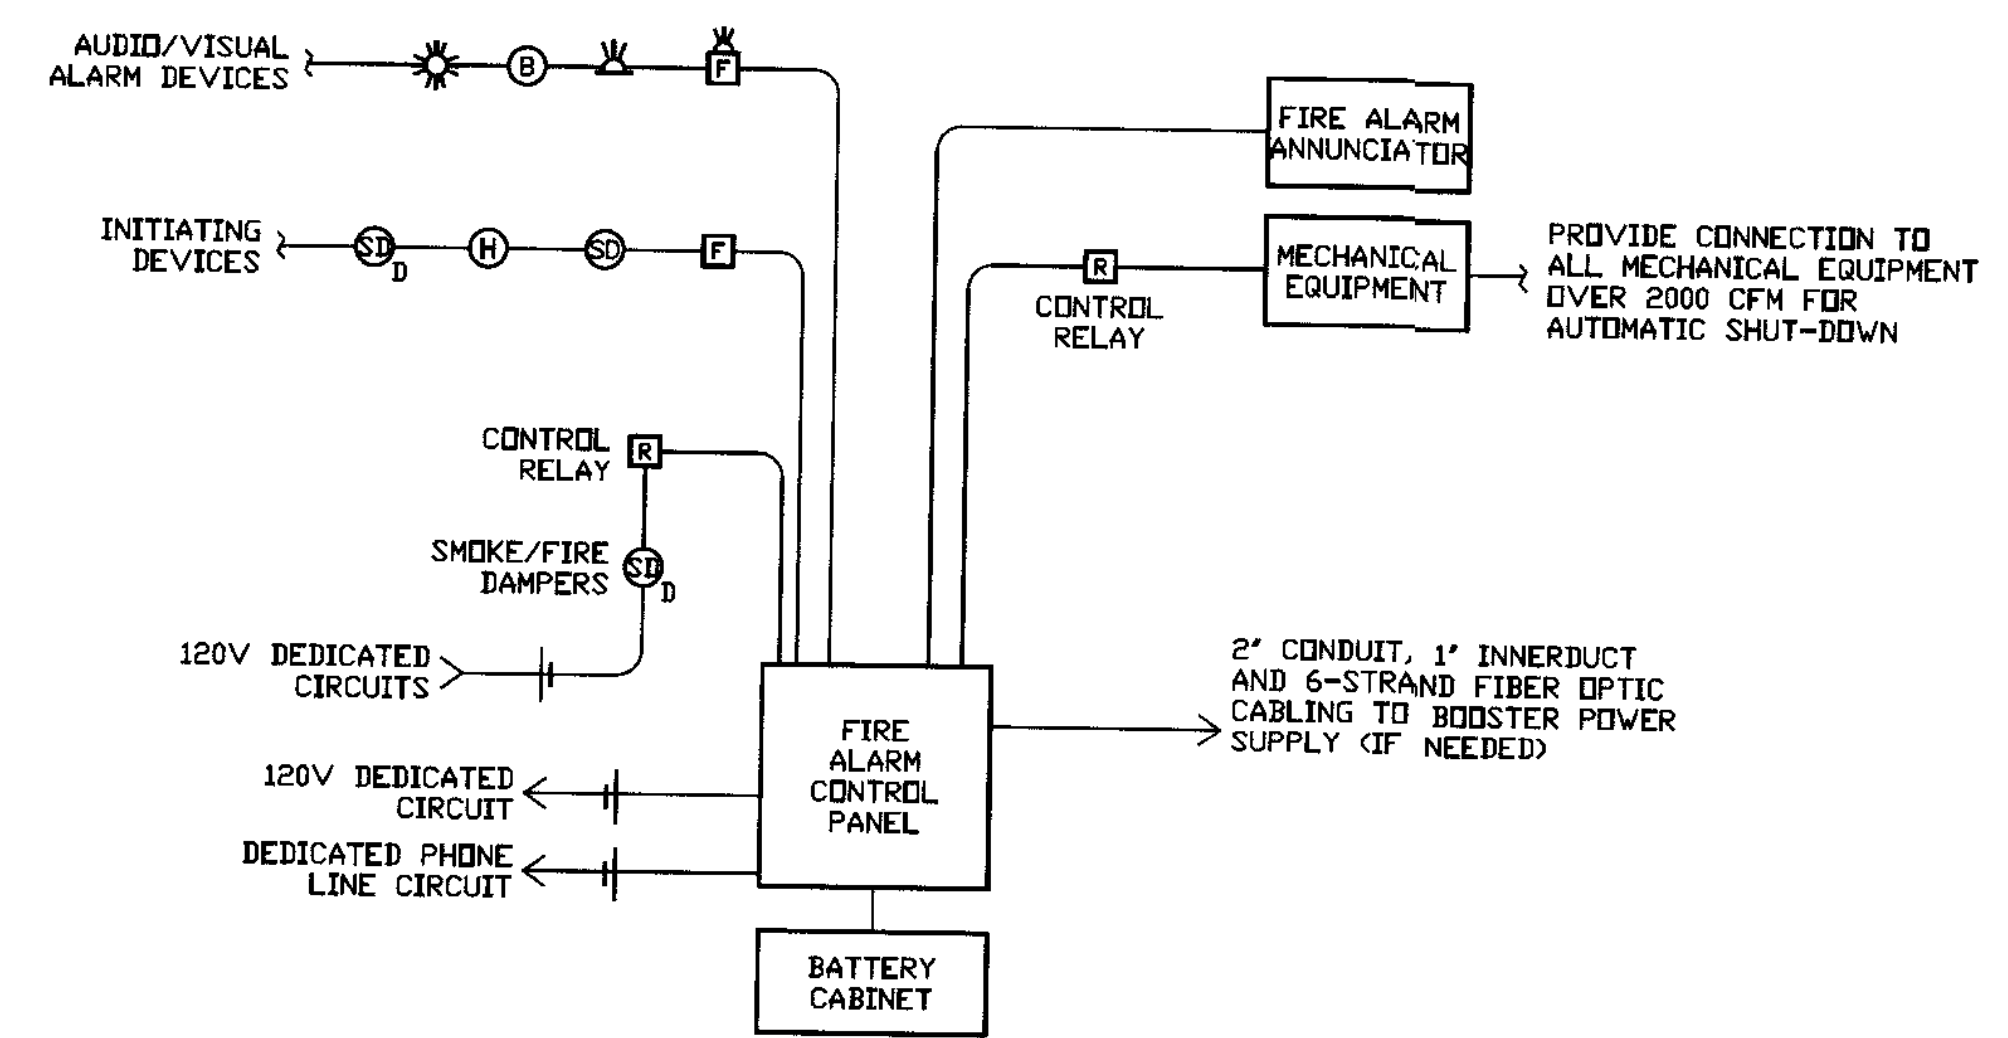 AUDIO/VISUAL
ALARM DEVICES
B
F
FIRE ALARM
ANNUNCIATOR
INITIATING
DEVICES
SD
D
H
SD
F
R
CONTROL
RELAY
MECHANICAL
EQUIPMENT
PROVIDE CONNECTION TO
ALL MECHANICAL EQUIPMENT
OVER 2000 CFM FOR
AUTOMATIC SHUT-DOWN
CONTROL
RELAY
R
SMOKE/FIRE
DAMPERS
SD
D
120V DEDICATED
CIRCUITS
2" CONDUIT, 1" INNERDUCT
AND 6-STRAND FIBER OPTIC
CABLING TO BOOSTER POWER
SUPPLY (IF NEEDED)
FIRE
ALARM
CONTROL
PANEL
120V DEDICATED
CIRCUIT
DEDICATED PHONE
LINE CIRCUIT
BATTERY
CABINET